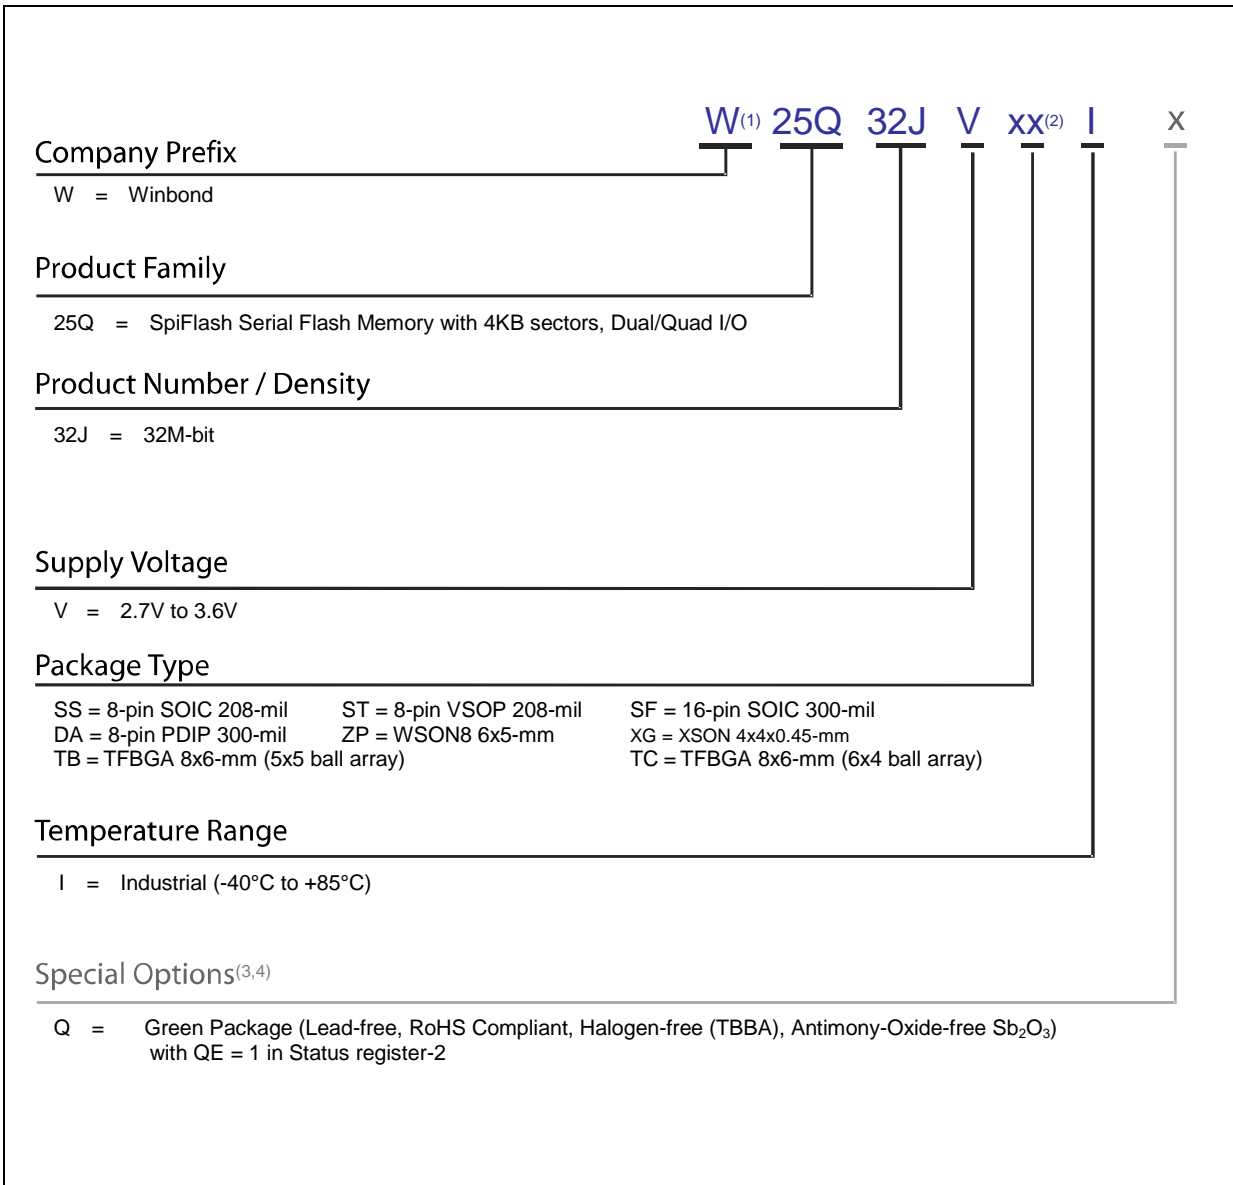 W(1) 25Q 32J V xx(2) I x
Company Prefix
W = Winbond
Product Family
25Q = SpiFlash Serial Flash Memory with 4KB sectors, Dual/Quad I/O
Product Number / Density
32J = 32M-bit
Supply Voltage
V = 2.7V to 3.6V
Package Type
SS = 8-pin SOIC 208-mil ST = 8-pin VSOP 208-mil SF = 16-pin SOIC 300-mil
DA = 8-pin PDIP 300-mil ZP = WSON8 6x5-mm XG = XSON 4x4x0.45-mm
TB = TFBGA 8x6-mm (5x5 ball array) TC = TFBGA 8x6-mm (6x4 ball array)
Temperature Range
I = Industrial (-40°C to +85°C)
Special Options(3,4)
Q = Green Package (Lead-free, RoHS Compliant, Halogen-free (TBBA), Antimony-Oxide-free Sb₂O₃)
with QE = 1 in Status register-2